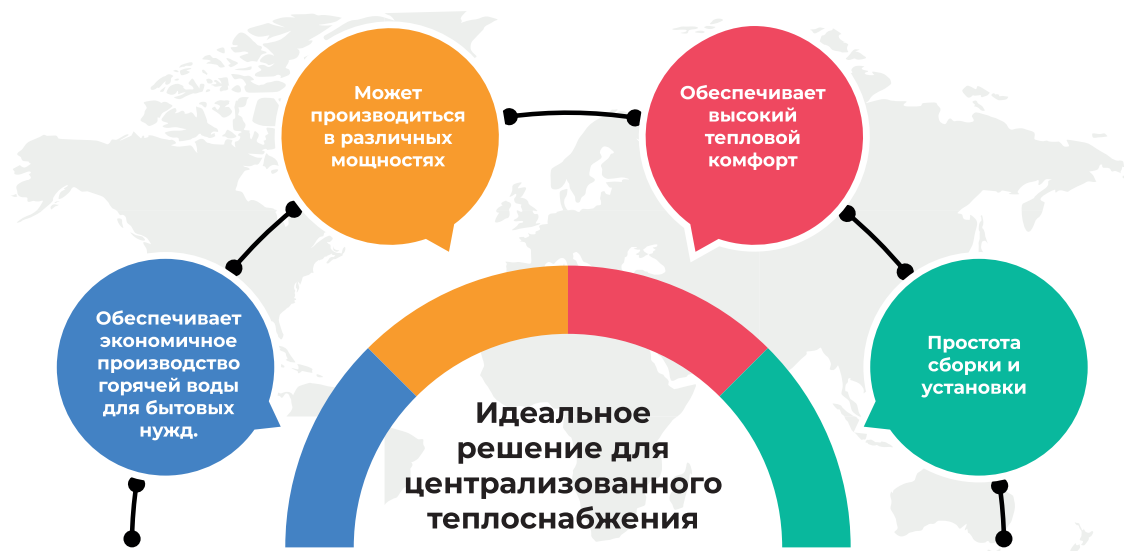 Может
производиться
в различных
мощностях
Обеспечивает
высокий
тепловой
комфорт
Обеспечивает
экономичное
производство
горячей воды
для бытовых
нужд.
Простота
сборки и
установки
Идеальное
решение для
централизованного
теплоснабжения